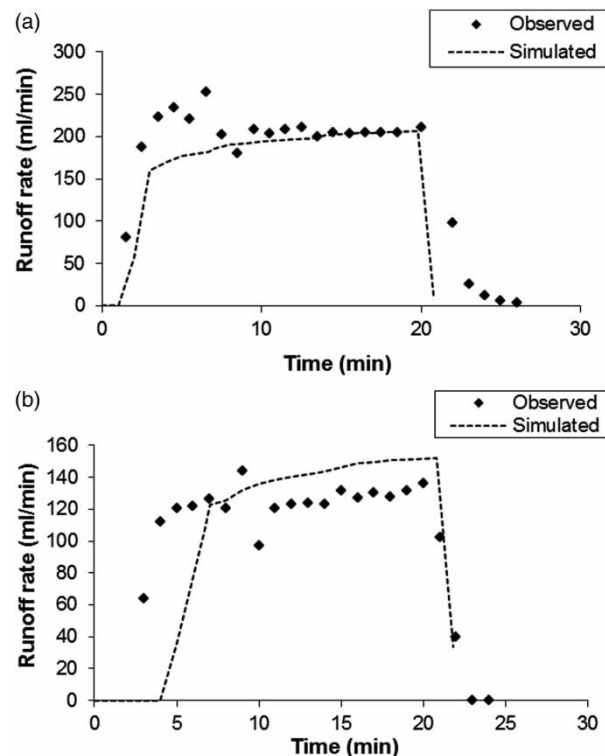 (a)
Observed
Simulated
Runoff rate (ml/min)
300
250
200
150
100
50
0
0 10 20 30
Time (min)
(b)
Observed
Simulated
Runoff rate (ml/min)
160
140
120
100
80
60
40
20
0
0 5 10 15 20 25 30
Time (min)